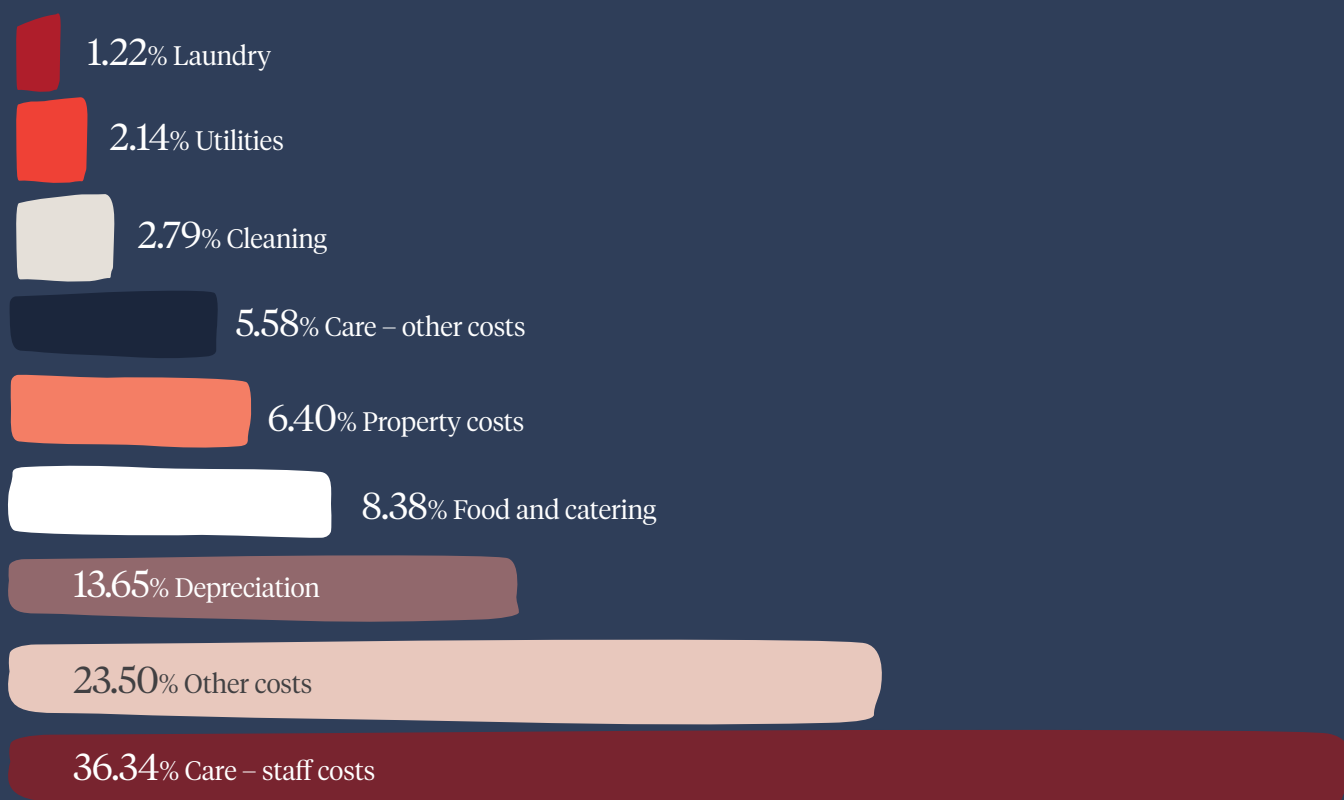 1.22% Laundry
2.14% Utilities
2.79% Cleaning
5.58% Care – other costs
6.40% Property costs
8.38% Food and catering
13.65% Depreciation
23.50% Other costs
36.34% Care – staff costs